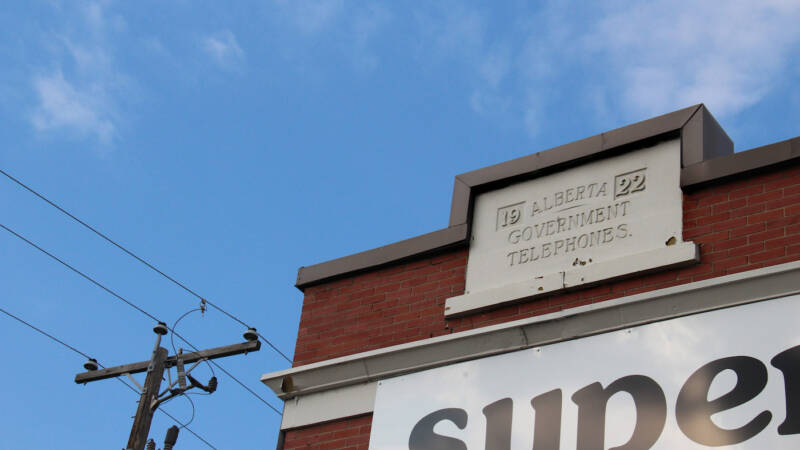 19 ALBERTA 22
GOVERNMENT
TELEPHONES.
super